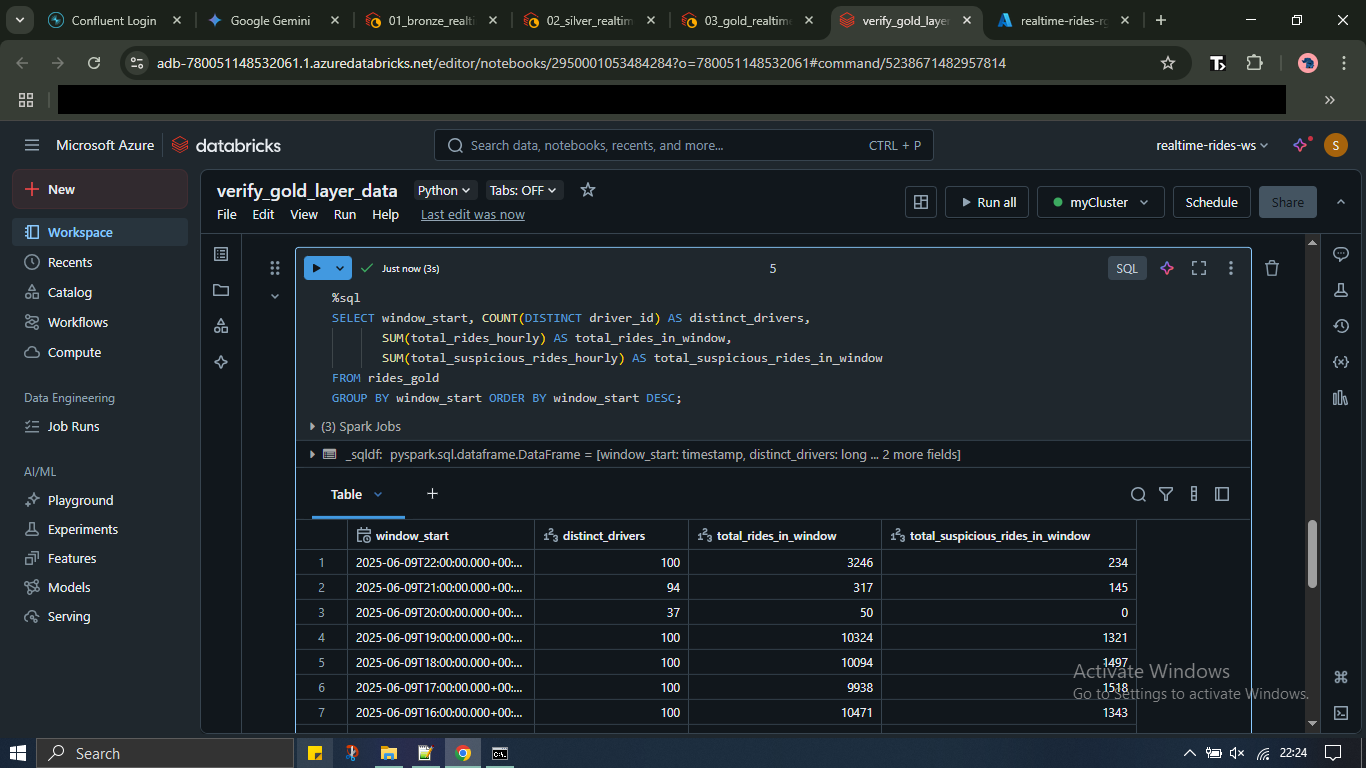 Confluent Login
Google Gemini
01_bronze_realti
02_silver_realtim
03_gold_realtime
verify_gold_laye
realtime-rides-rg
adb-780051148532061.1.azuredatabricks.net/editor/notebooks/2950001053484284?o=780051148532061#command/5238671482957814
Microsoft Azure
databricks
Search data, notebooks, recents, and more...
CTRL + P
realtime-rides-ws
S
New
Workspace
Recents
Catalog
Workflows
Compute
Data Engineering
Job Runs
AI/ML
Playground
Experiments
Features
Models
Serving
verify_gold_layer_data
Python
Tabs: OFF
File Edit View Run Help
Last edit was now
Run all
myCluster
Schedule
Share
Just now (3s)
5
SQL
%sql
SELECT window_start, COUNT(DISTINCT driver_id) AS distinct_drivers,
SUM(total_rides_hourly) AS total_rides_in_window,
SUM(total_suspicious_rides_hourly) AS total_suspicious_rides_in_window
FROM rides_gold
GROUP BY window_start ORDER BY window_start DESC;
(3) Spark Jobs
_sqldf: pyspark.sql.dataframe.DataFrame = [window_start: timestamp, distinct_drivers: long ... 2 more fields]
Table
window_start distinct_drivers total_rides_in_window total_suspicious_rides_in_window
1 2025-06-09T22:00:00.000+00:... 100 3246 234
2 2025-06-09T21:00:00.000+00:... 94 317 145
3 2025-06-09T20:00:00.000+00:... 37 50 0
4 2025-06-09T19:00:00.000+00:... 100 10324 1321
5 2025-06-09T18:00:00.000+00:... 100 10094 1497
6 2025-06-09T17:00:00.000+00:... 100 9938 1518
7 2025-06-09T16:00:00.000+00:... 100 10471 1343
Activate Windows
Go to Settings to activate Windows.
Search
22:24